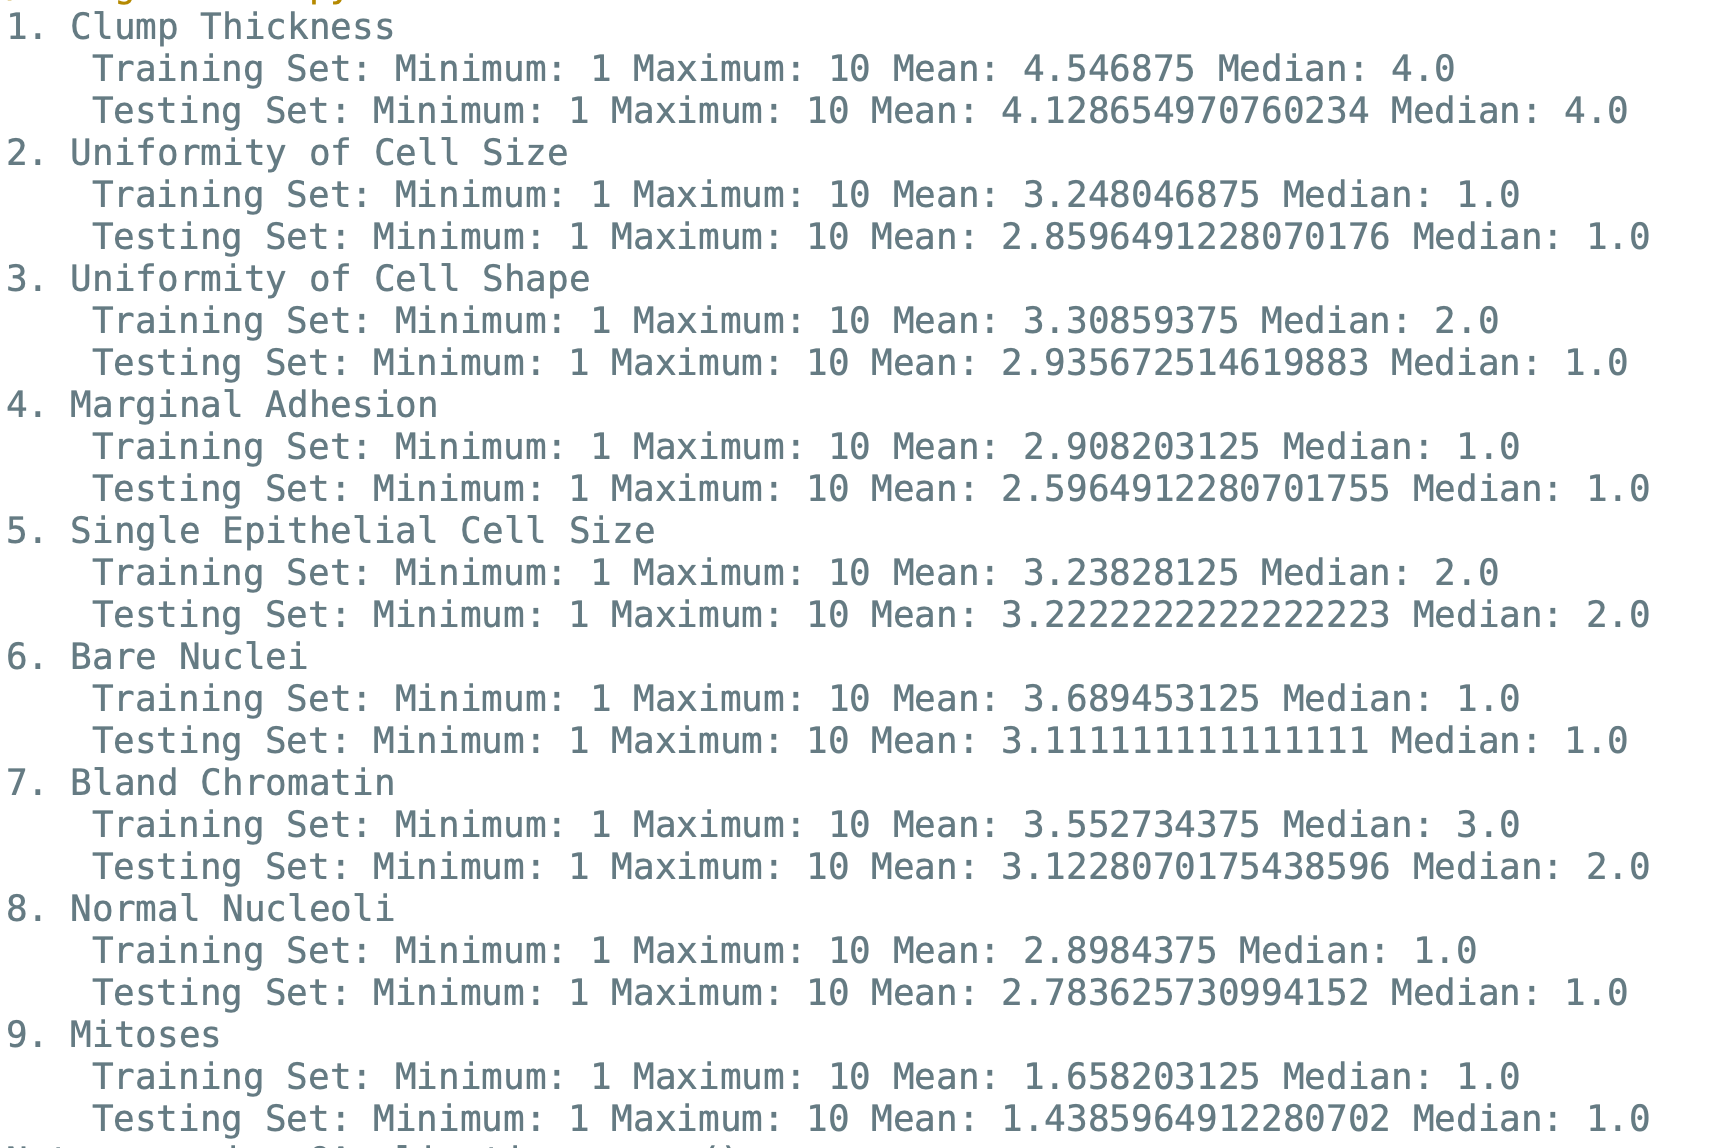 1. Clump Thickness
Training Set: Minimum: 1 Maximum: 10 Mean: 4.546875 Median: 4.0
Testing Set: Minimum: 1 Maximum: 10 Mean: 4.128654970760234 Median: 4.0
2. Uniformity of Cell Size
Training Set: Minimum: 1 Maximum: 10 Mean: 3.248046875 Median: 1.0
Testing Set: Minimum: 1 Maximum: 10 Mean: 2.8596491228070176 Median: 1.0
3. Uniformity of Cell Shape
Training Set: Minimum: 1 Maximum: 10 Mean: 3.30859375 Median: 2.0
Testing Set: Minimum: 1 Maximum: 10 Mean: 2.935672514619883 Median: 1.0
4. Marginal Adhesion
Training Set: Minimum: 1 Maximum: 10 Mean: 2.908203125 Median: 1.0
Testing Set: Minimum: 1 Maximum: 10 Mean: 2.5964912280701755 Median: 1.0
5. Single Epithelial Cell Size
Training Set: Minimum: 1 Maximum: 10 Mean: 3.23828125 Median: 2.0
Testing Set: Minimum: 1 Maximum: 10 Mean: 3.2222222222222223 Median: 2.0
6. Bare Nuclei
Training Set: Minimum: 1 Maximum: 10 Mean: 3.689453125 Median: 1.0
Testing Set: Minimum: 1 Maximum: 10 Mean: 3.111111111111111 Median: 1.0
7. Bland Chromatin
Training Set: Minimum: 1 Maximum: 10 Mean: 3.552734375 Median: 3.0
Testing Set: Minimum: 1 Maximum: 10 Mean: 3.1228070175438596 Median: 2.0
8. Normal Nucleoli
Training Set: Minimum: 1 Maximum: 10 Mean: 2.8984375 Median: 1.0
Testing Set: Minimum: 1 Maximum: 10 Mean: 2.783625730994152 Median: 1.0
9. Mitoses
Training Set: Minimum: 1 Maximum: 10 Mean: 1.658203125 Median: 1.0
Testing Set: Minimum: 1 Maximum: 10 Mean: 1.4385964912280702 Median: 1.0